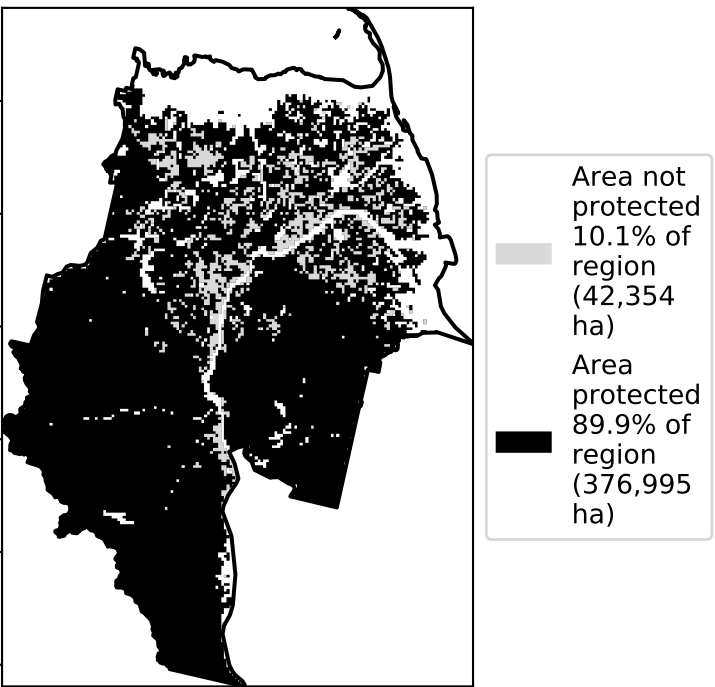 Area not
protected
10.1% of
region
(42,354
ha)
Area
protected
89.9% of
region
(376,995
ha)